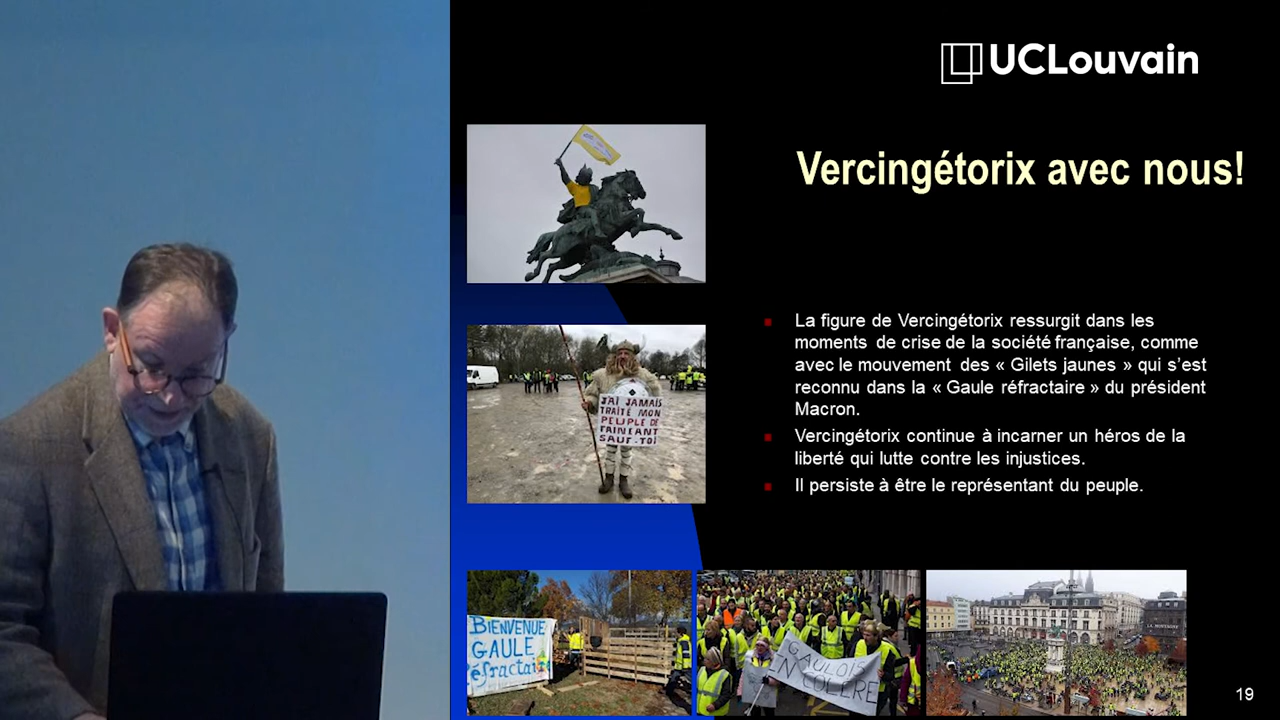 UCLouvain
Vercingétorix avec nous!
La figure de Vercingétorix ressurgit dans les
moments de crise de la société française, comme
avec le mouvement des « Gilets jaunes » qui s’est
reconnu dans la « Gaule réfractaire » du président
Macron.
Vercingétorix continue à incarner un héros de la
liberté qui lutte contre les injustices.
Il persiste à être le représentant du peuple.
J'AI JAMAIS
TRAITÉ MON
PEUPLE DE
FAINEANT
SAUF-TOI
BIENVENUE
GAULE
réfractaire
GAULOIS
EN COLÈRE
LA MONTAGNE
19